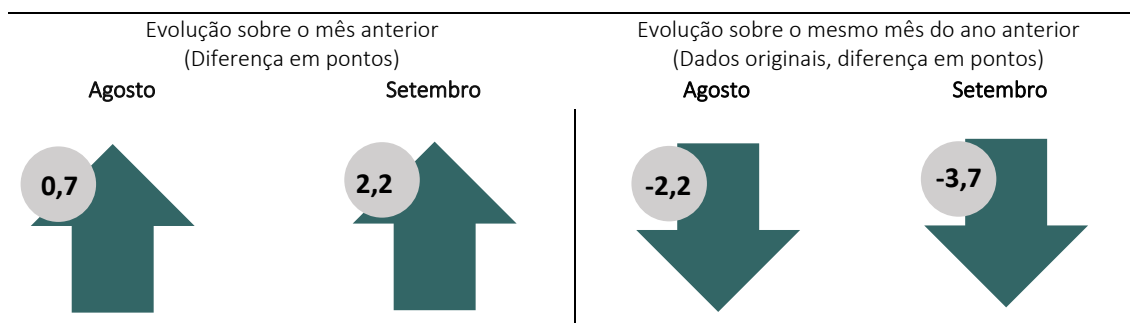 Evolução sobre o mês anterior
(Diferença em pontos)
Agosto
Setembro
0,7
2,2
Evolução sobre o mesmo mês do ano anterior
(Dados originais, diferença em pontos)
Agosto
Setembro
-2,2
-3,7